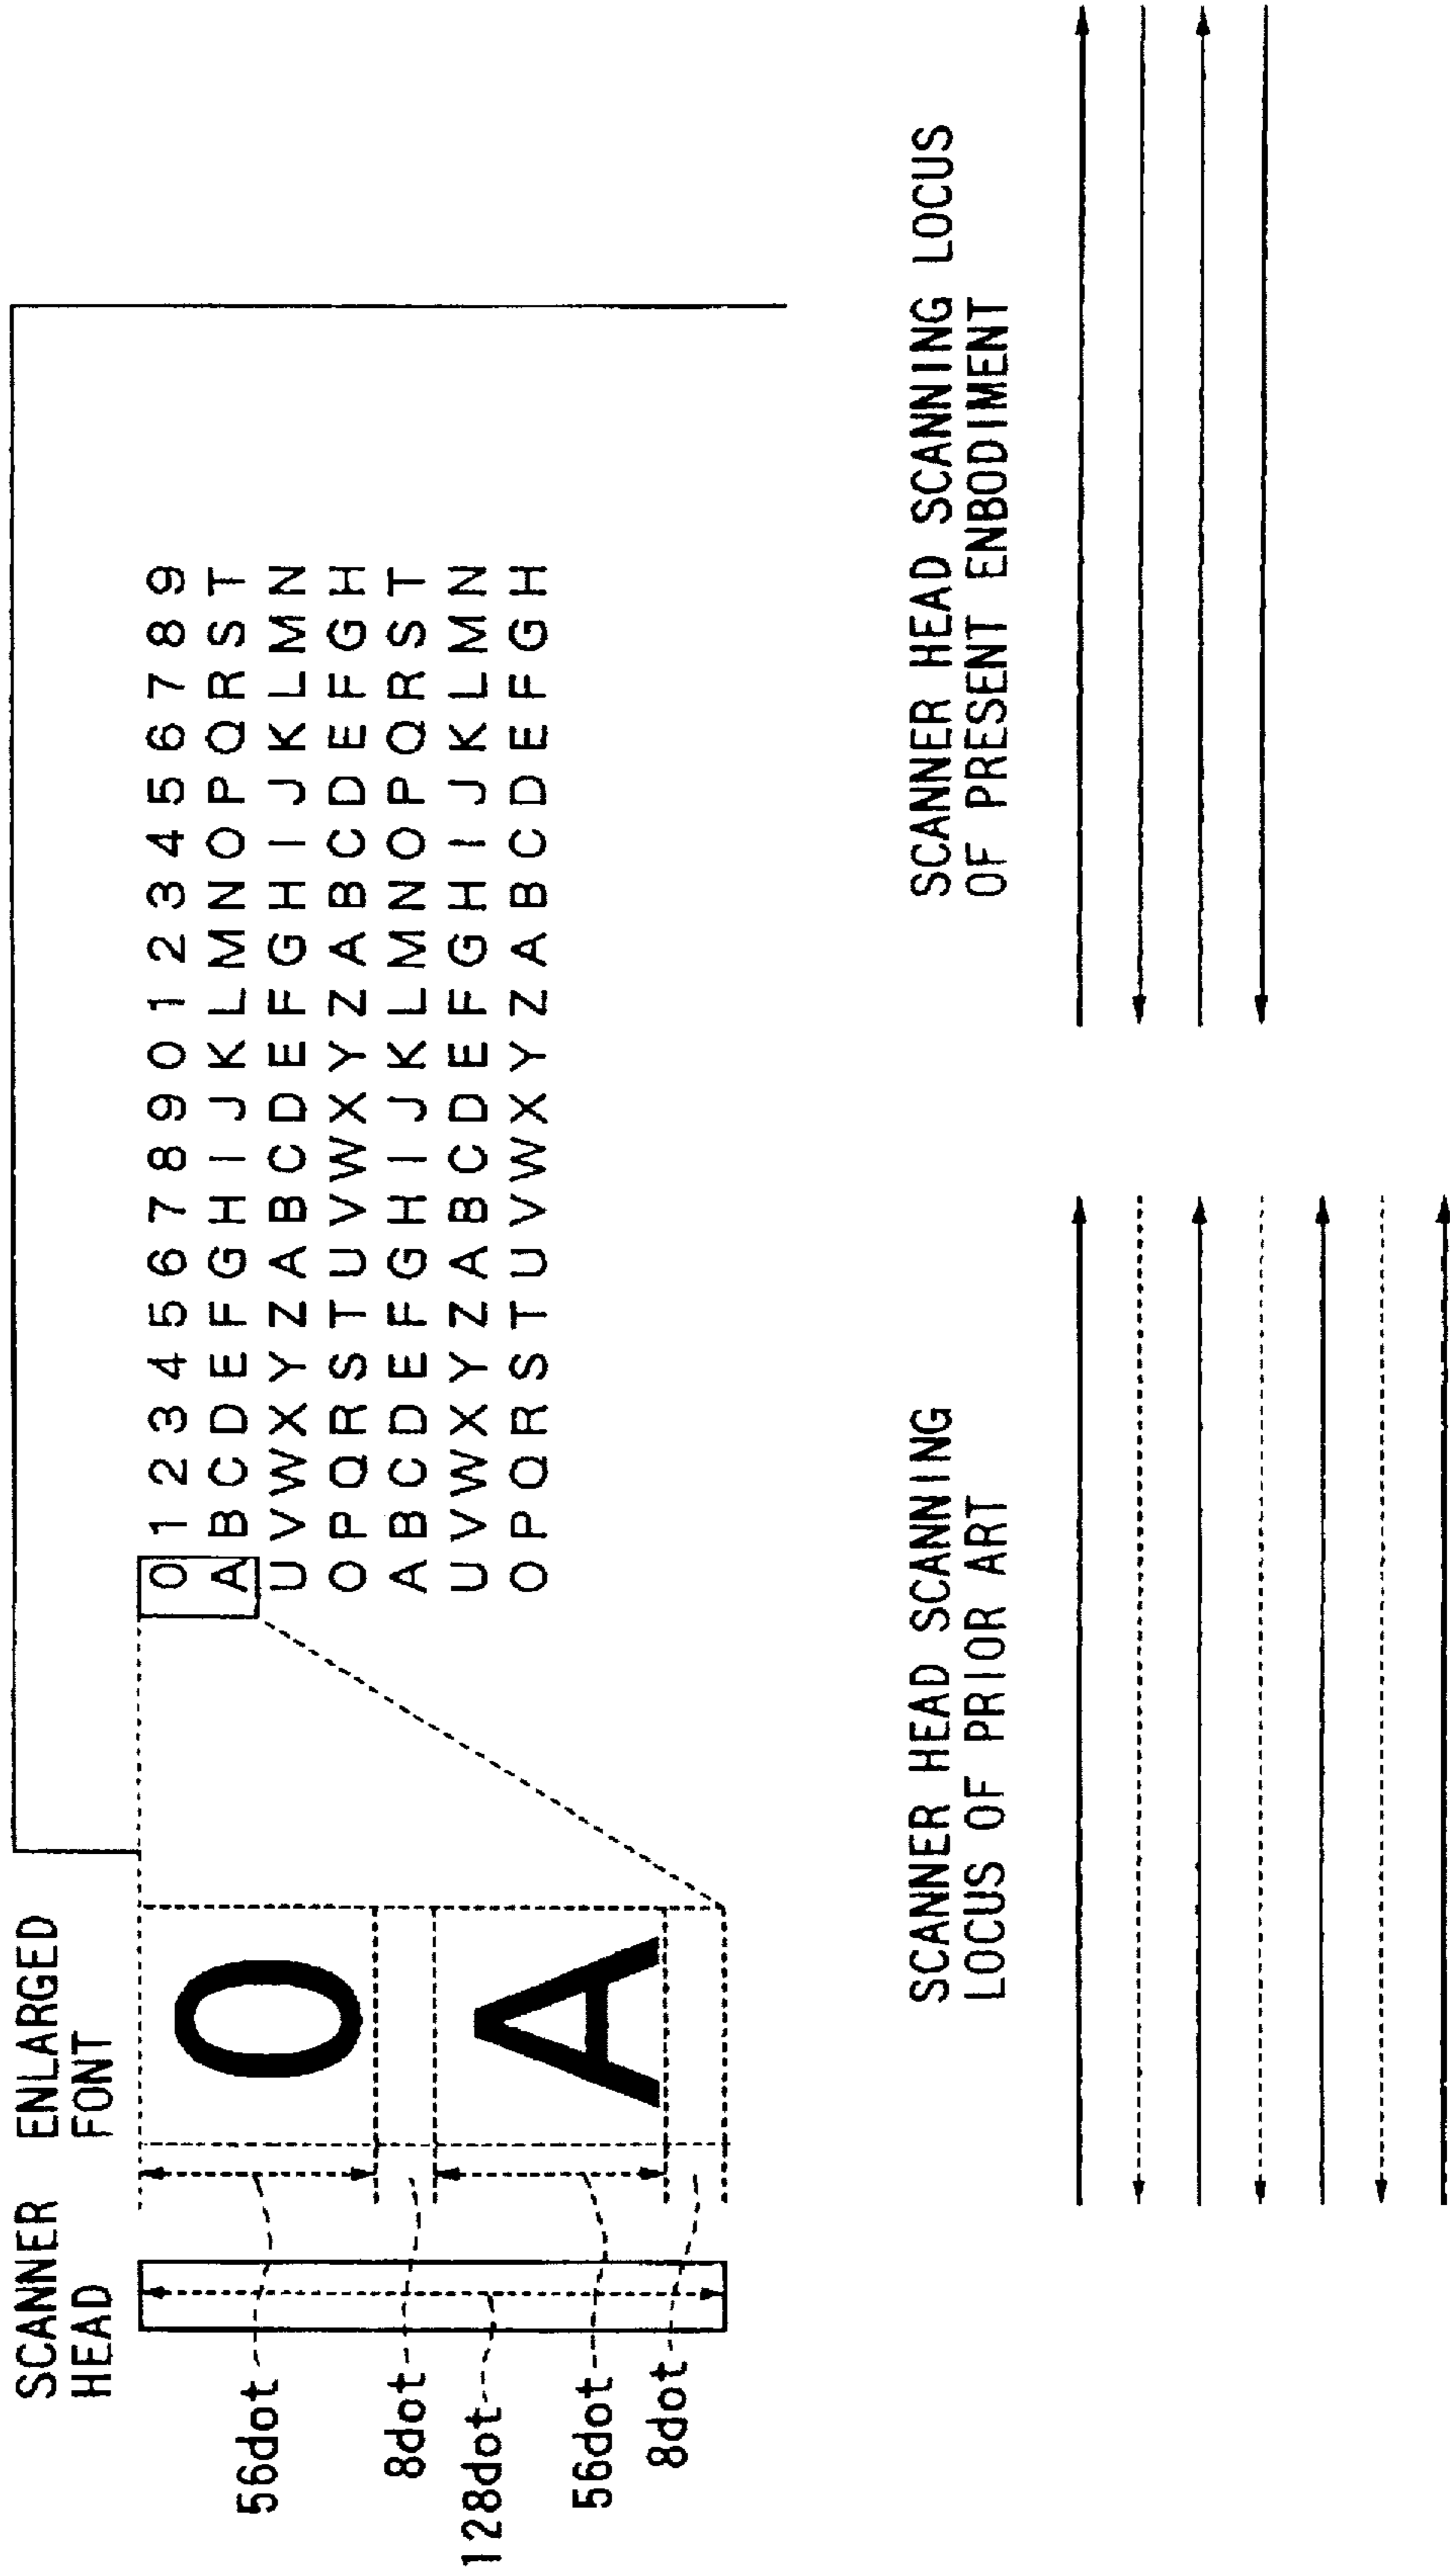 SCANNER HEAD
ENLARGED FONT
56dot
8dot
128dot
56dot
8dot
0
A
0 1 2 3 4 5 6 7 8 9 0 1 2 3 4 5 6 7 8 9
A B C D E F G H I J K L M N O P Q R S T
U V W X Y Z A B C D E F G H I J K L M N
O P Q R S T U V W X Y Z A B C D E F G H
A B C D E F G H I J K L M N O P Q R S T
U V W X Y Z A B C D E F G H I J K L M N
O P Q R S T U V W X Y Z A B C D E F G H
SCANNER HEAD SCANNING
LOCUS OF PRIOR ART
SCANNER HEAD SCANNING LOCUS
OF PRESENT ENBODIMENT